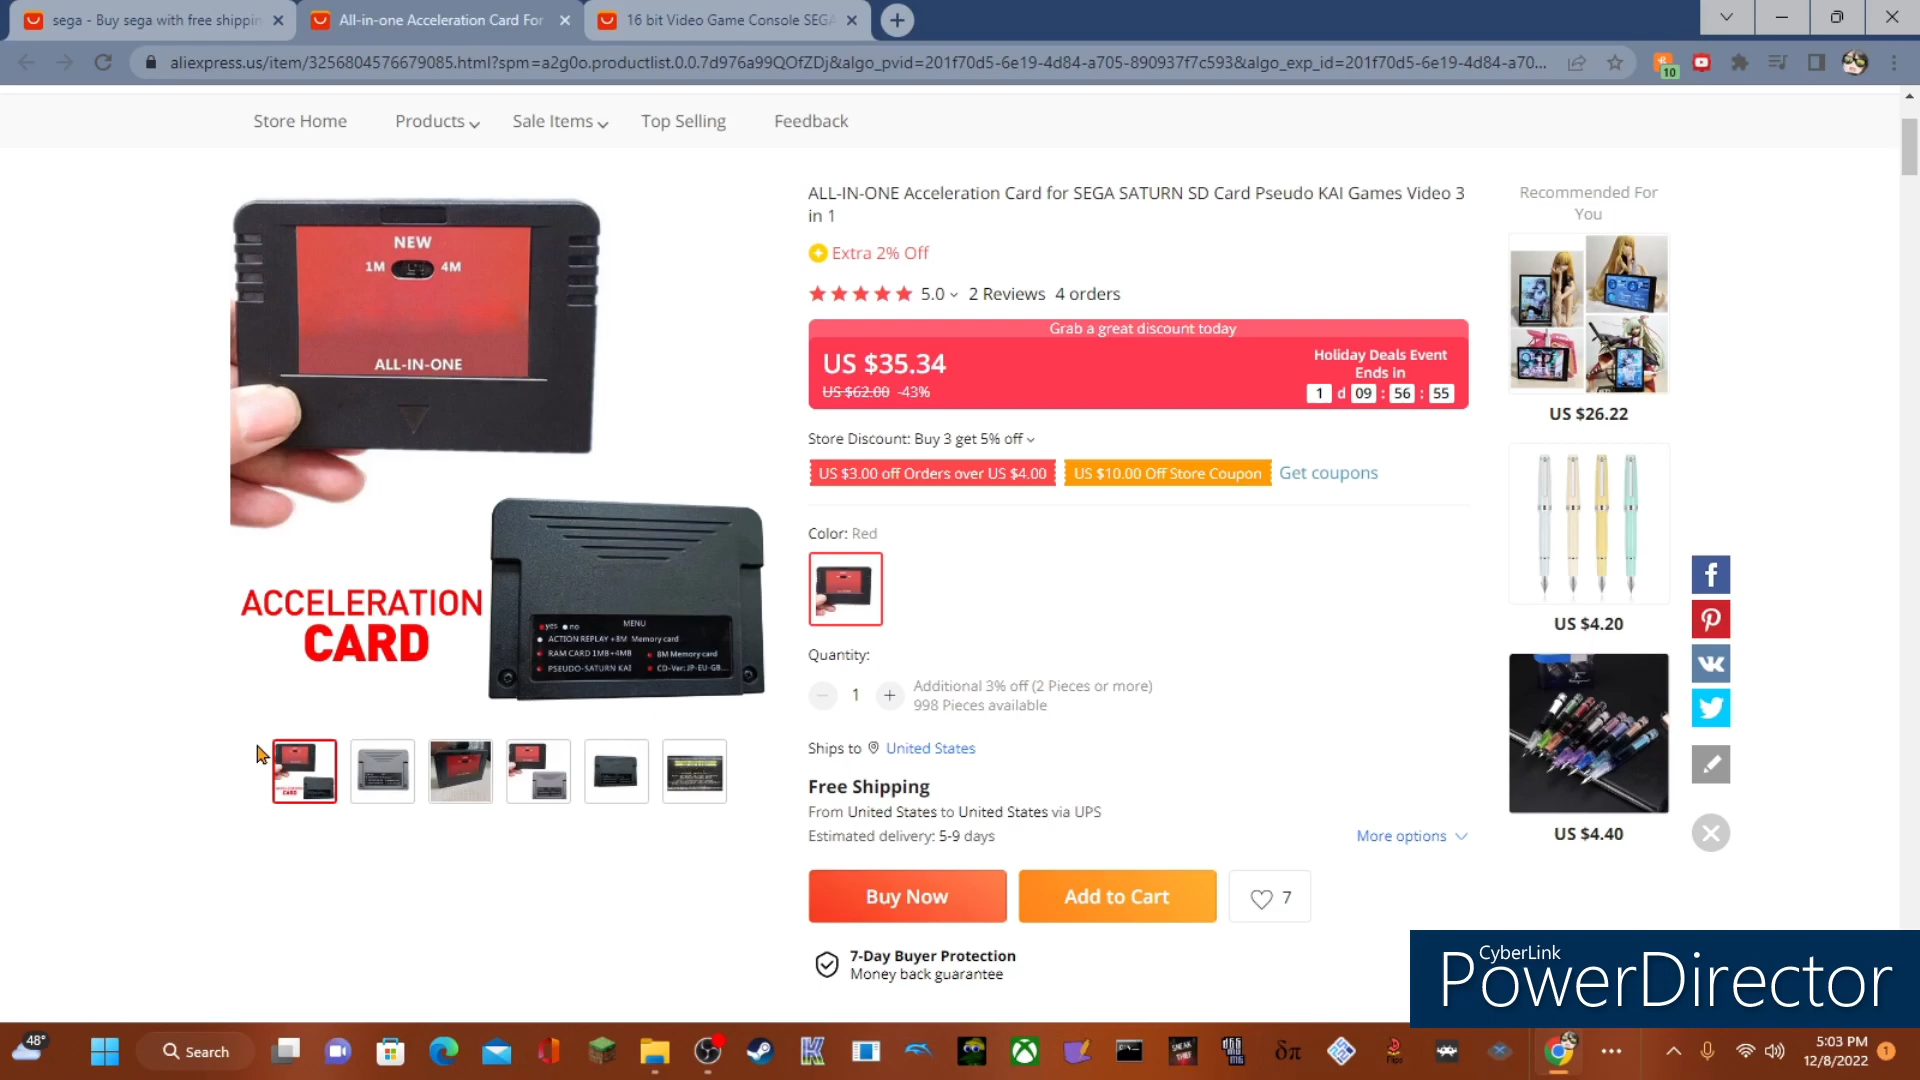 sega - Buy sega with free shippin
All-in-one Acceleration Card For
16 bit Video Game Console SEGA
aliexpress.us/item/3256804576679085.html?spm=a2g0o.productlist.0.0.7d976a99QOfZDj&algo_pvid=201f70d5-6e19-4d84-a705-890937f7c593&algo_exp_id=201f70d5-6e19-4d84-a70...
10
Store Home Products Sale Items Top Selling Feedback
NEW
1M 4M
ALL-IN-ONE
ACCELERATION
CARD
yes no MENU
ACTION REPLAY +8M Memory card
RAM CARD 1MB+4MB 8M Memory card
PSEUDO-SATURN KAI CD-Ver: JP-EU-GB...
ALL-IN-ONE Acceleration Card for SEGA SATURN SD Card Pseudo KAI Games Video 3
in 1
Extra 2% Off
5.0 2 Reviews 4 orders
Grab a great discount today
US $35.34
US $62.00 -43%
Holiday Deals Event
Ends in
1 d 09 : 56 : 55
Store Discount: Buy 3 get 5% off
US $3.00 off Orders over US $4.00 US $10.00 Off Store Coupon Get coupons
Color: Red
Quantity:
1
Additional 3% off (2 Pieces or more)
998 Pieces available
Ships to United States
Free Shipping
From United States to United States via UPS
Estimated delivery: 5-9 days
More options
Buy Now Add to Cart 7
7-Day Buyer Protection
Money back guarantee
Recommended For
You
US $26.22
US $4.20
US $4.40
CyberLink
PowerDirector
48°
Search
5:03 PM
12/8/2022
1